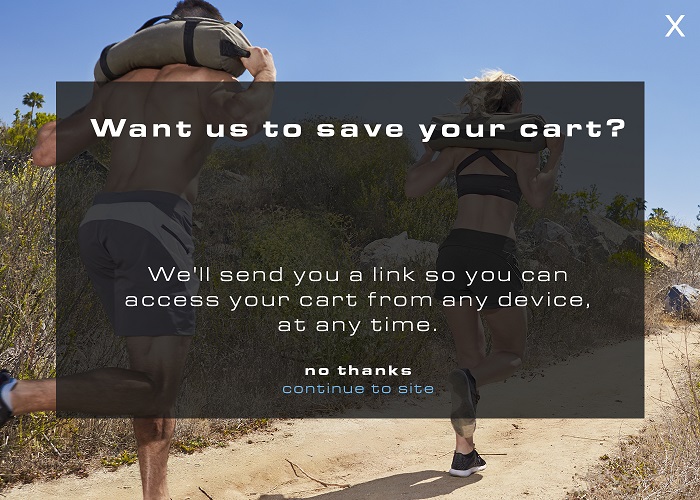 X
Want us to save your cart?
We'll send you a link so you can
access your cart from any device,
at any time.
no thanks
continue to site